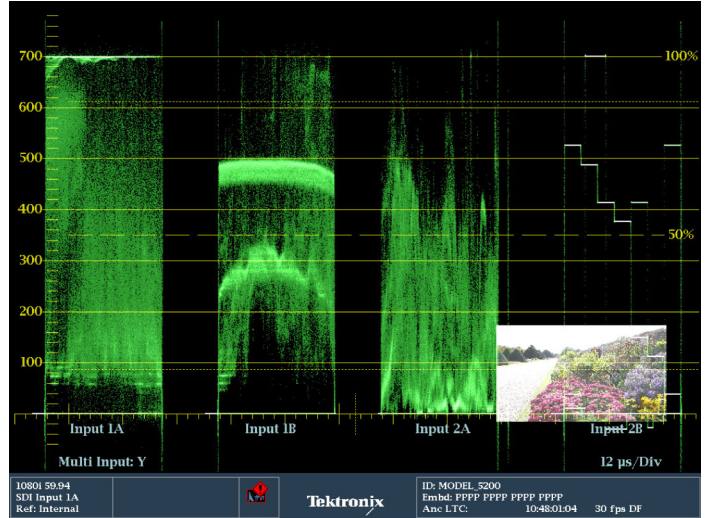 700
100%
600
500
400
50%
300
200
100
Input 1A Input 1B Input 2A Input 2B
Multi Input: Y 12 µs/Div
1080i 59.94
SDI Input 1A
Ref: Internal
Tektronix
ID: MODEL_5200
Embd: PPPP PPPP PPPP PPPP
Anc LTC: 10:48:01:04 30 fps DF